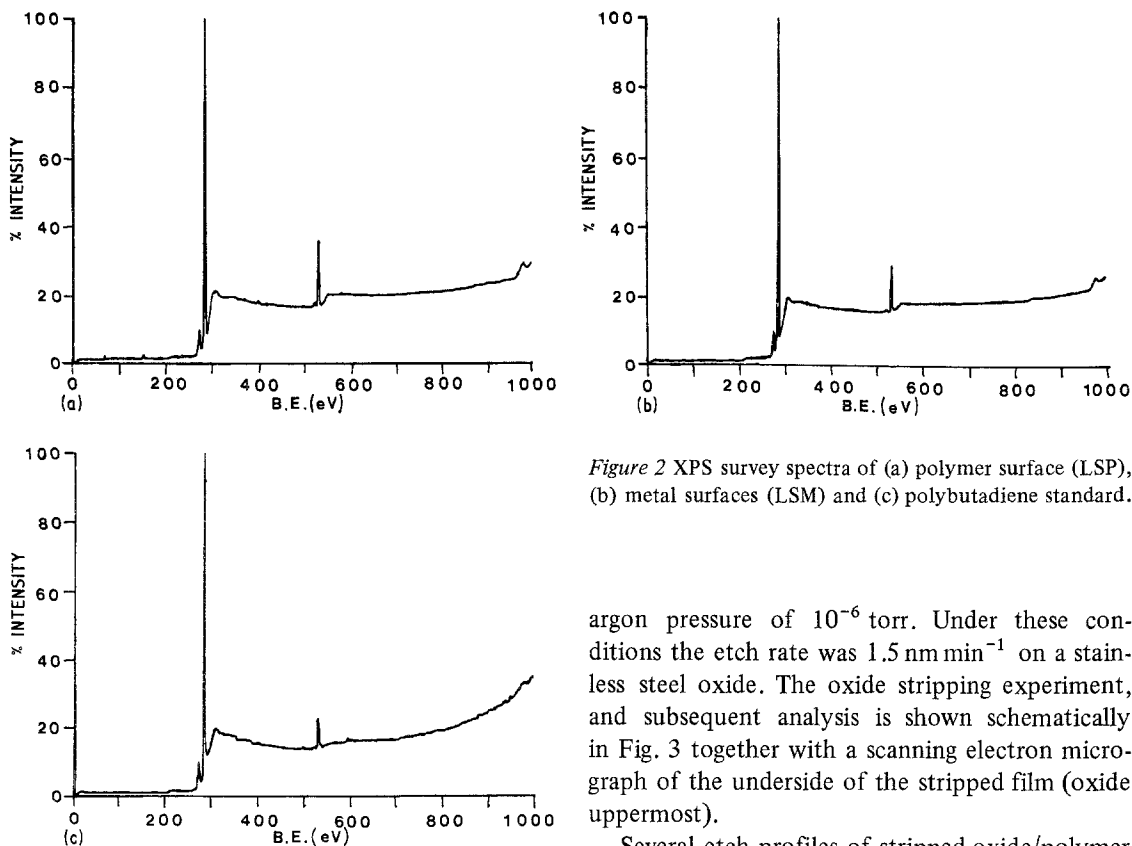 100
80
60
40
20
0
% INTENSITY
0 200 400 600 800 1000
(a) B.E.(eV)
100
80
60
40
20
0
% INTENSITY
0 200 400 600 800 1000
(b) B.E.(eV)
100
80
60
40
20
0
% INTENSITY
0 200 400 600 800 1000
(c) B.E.(eV)
Figure 2 XPS survey spectra of (a) polymer surface (LSP),
(b) metal surfaces (LSM) and (c) polybutadiene standard.
argon pressure of 10⁻⁶ torr. Under these con-
ditions the etch rate was 1.5 nm min⁻¹ on a stain-
less steel oxide. The oxide stripping experiment,
and subsequent analysis is shown schematically
in Fig. 3 together with a scanning electron micro-
graph of the underside of the stripped film (oxide
uppermost).
Several etch profiles of stripped oxide/polymer